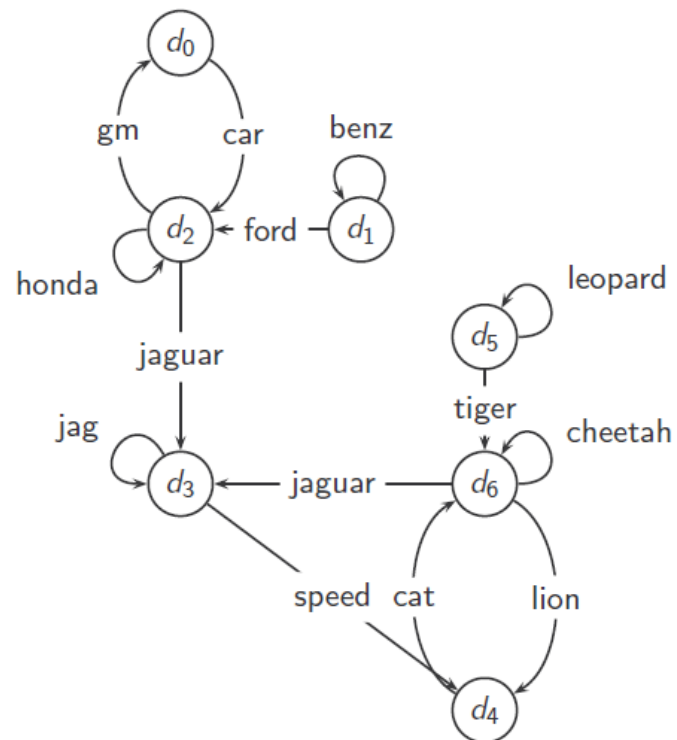 d0
gm
car
benz
d2
ford
d1
honda
leopard
d5
jaguar
tiger
jag
cheetah
d3
jaguar
d6
speed
cat
lion
d4